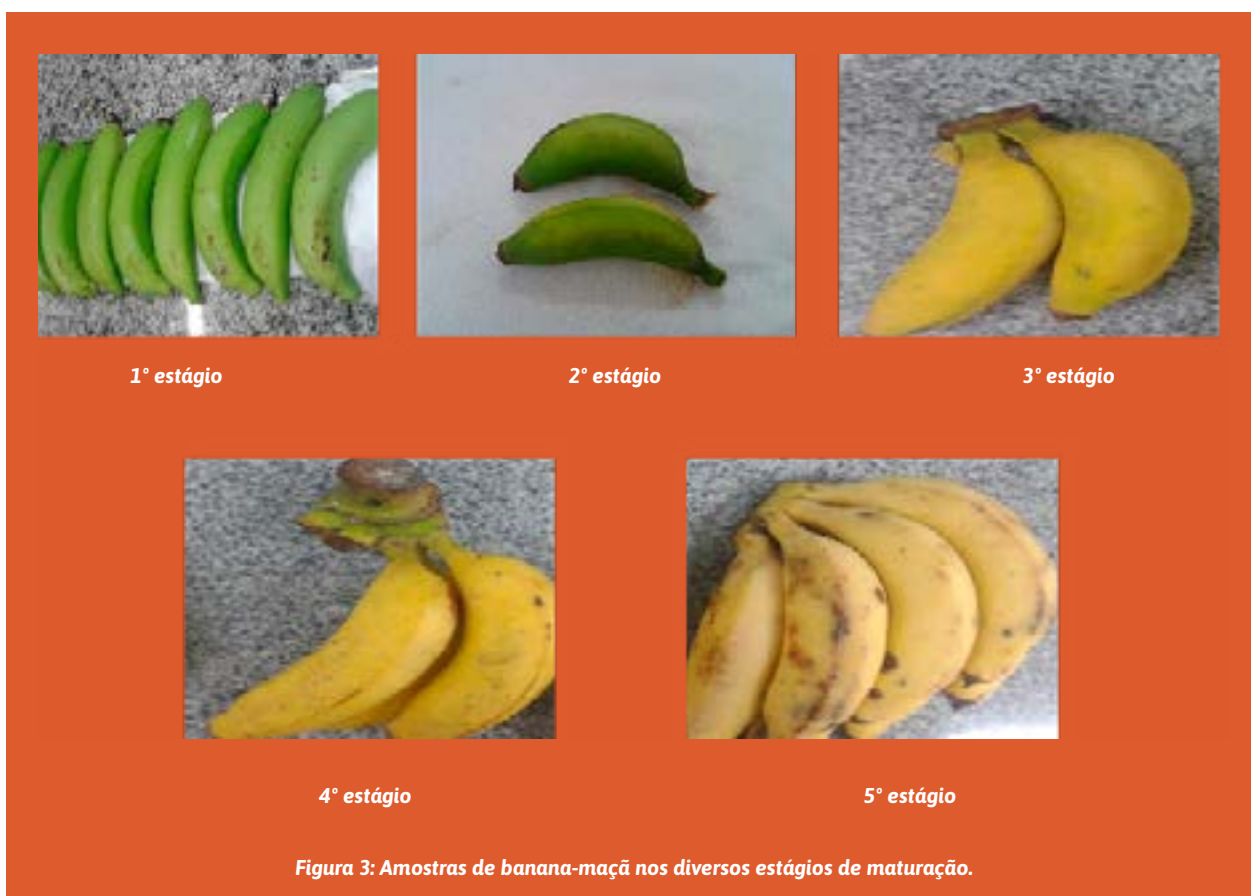 1° estágio
2° estágio
3° estágio
4° estágio
5° estágio
Figura 3: Amostras de banana-maçã nos diversos estágios de maturação.